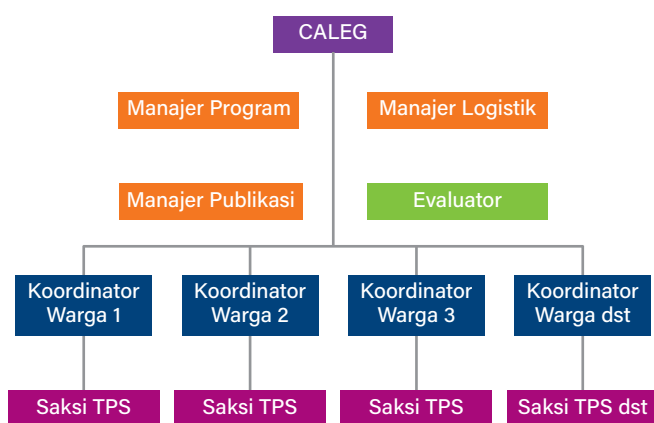 CALEG
Manajer Program
Manajer Logistik
Manajer Publikasi
Evaluator
Koordinator
Warga 1
Koordinator
Warga 2
Koordinator
Warga 3
Koordinator
Warga dst
Saksi TPS
Saksi TPS
Saksi TPS
Saksi TPS dst